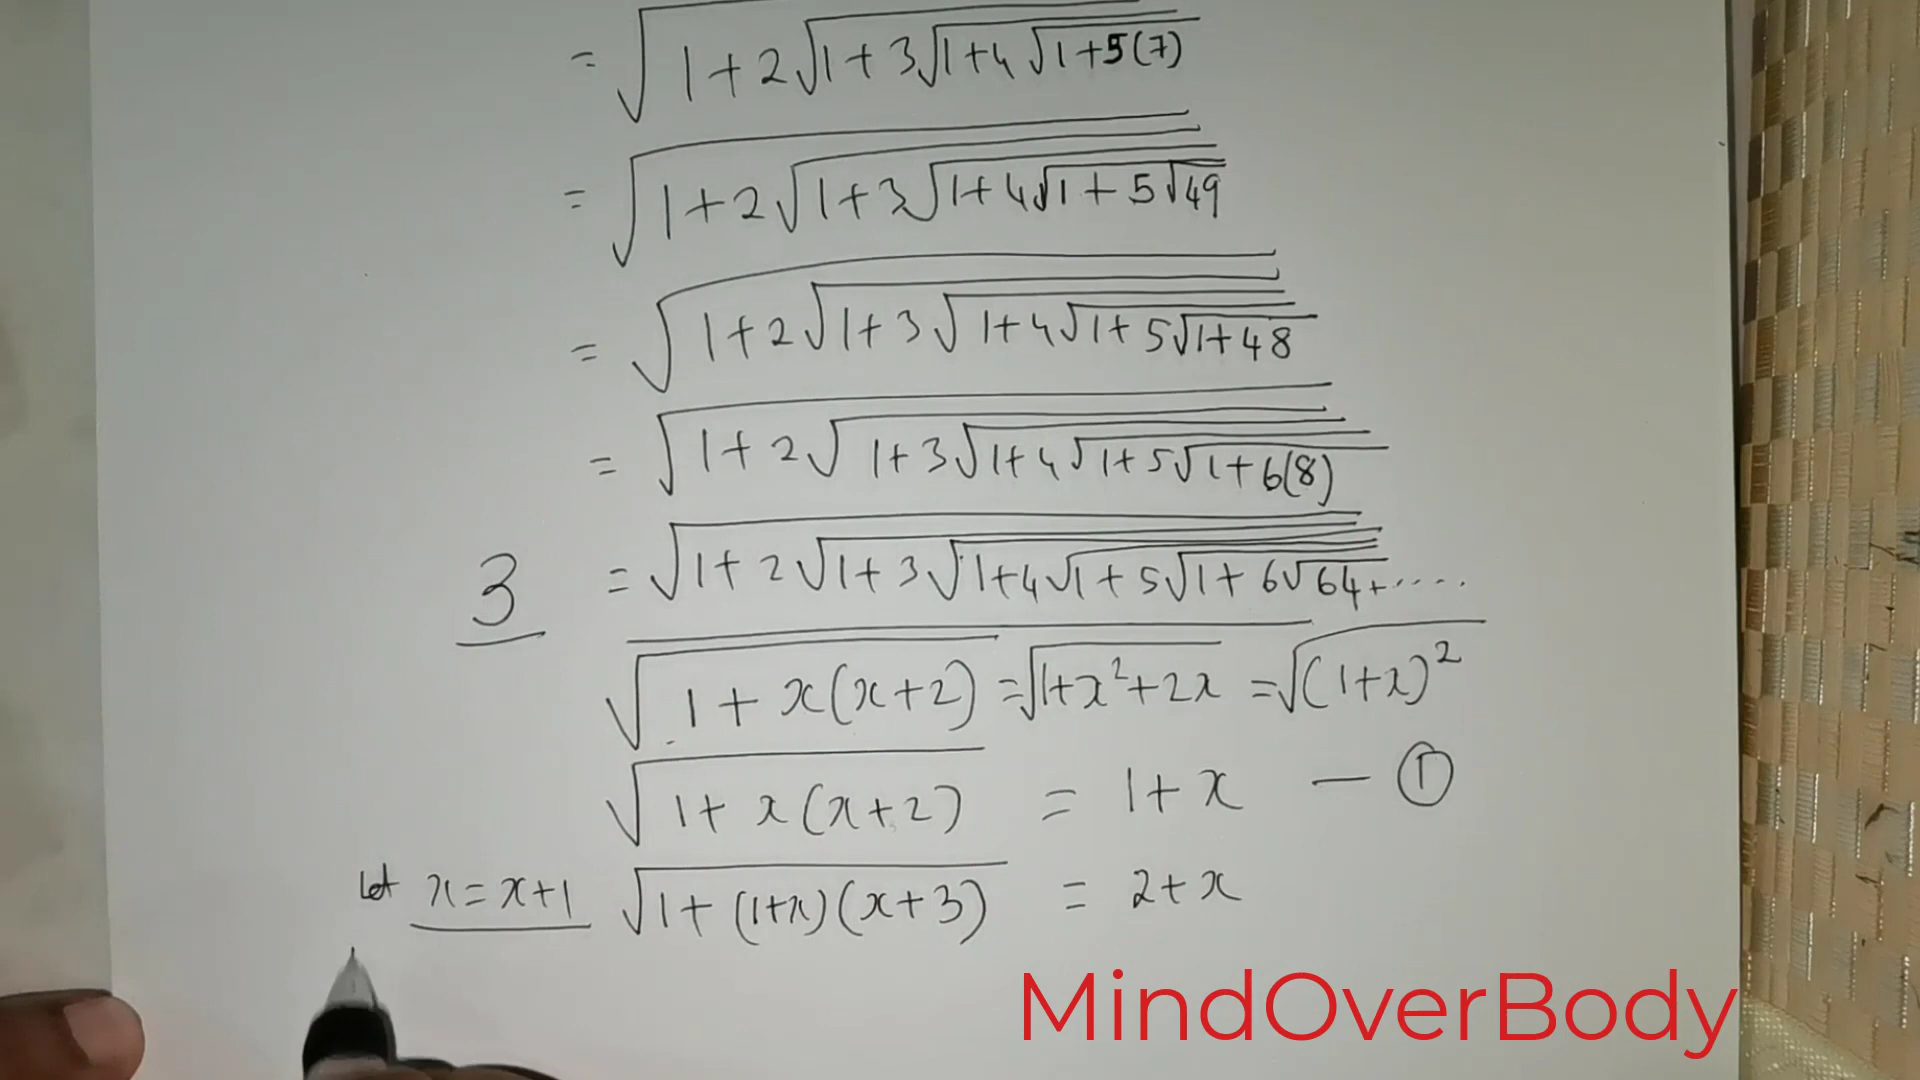 = √1+2√1+3√1+4√1+5(7)
= √1+2√1+3√1+4√1+5√49
= √1+2√1+3√1+4√1+5√1+48
= √1+2√1+3√1+4√1+5√1+6(8)
3 = √1+2√1+3√1+4√1+5√1+6√64+.....
√1+x(x+2) = √1+x²+2x = √(1+x)²
√1+x(x+2) = 1+x — ①
let x=x+1 √1+(1+x)(x+3) = 2+x
MindOverBody